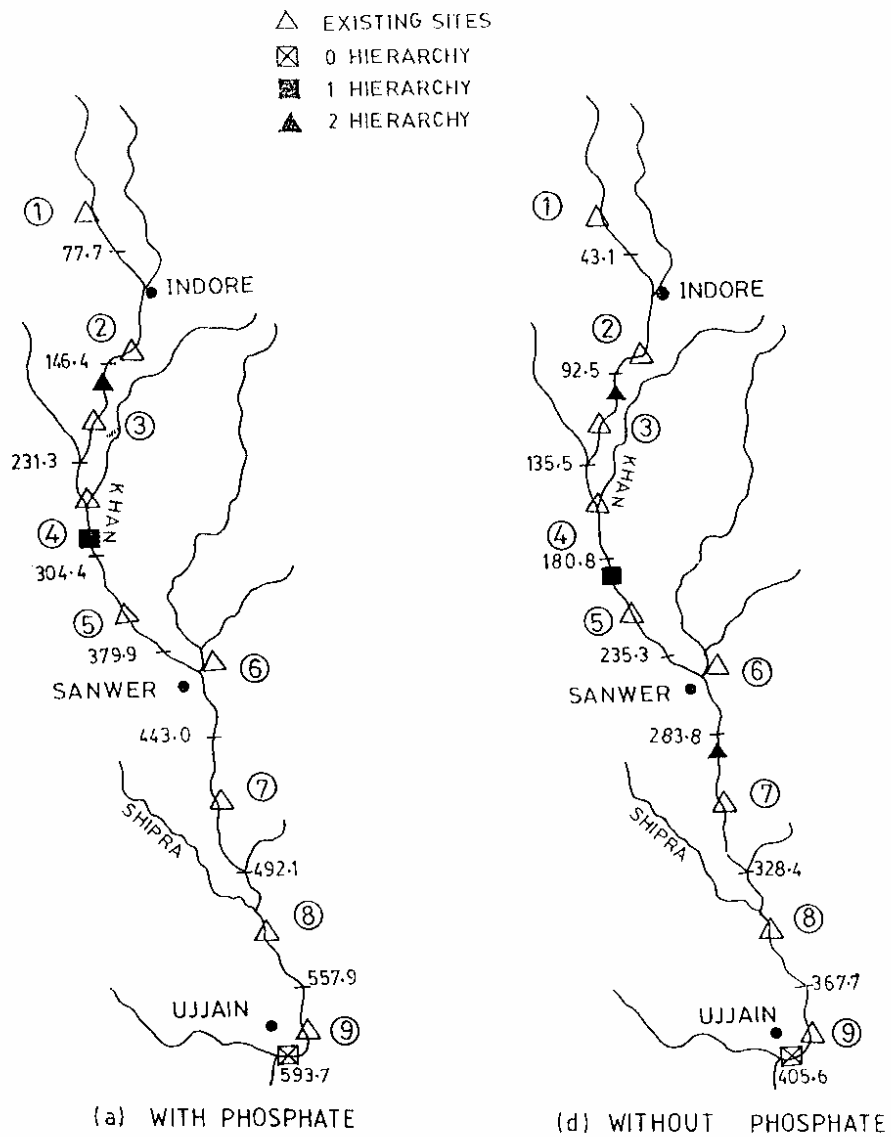 EXISTING SITES
0 HIERARCHY
1 HIERARCHY
2 HIERARCHY
1
77.7
INDORE
2
146.4
3
231.3
KHAN
4
304.4
5
379.9
6
SANWER
443.0
7
SHIPRA
492.1
8
557.9
UJJAIN
9
593.7
(a) WITH PHOSPHATE
1
43.1
INDORE
2
92.5
3
135.5
KHAN
4
180.8
5
235.3
6
SANWER
283.8
7
SHIPRA
328.4
8
367.7
UJJAIN
9
405.6
(d) WITHOUT PHOSPHATE